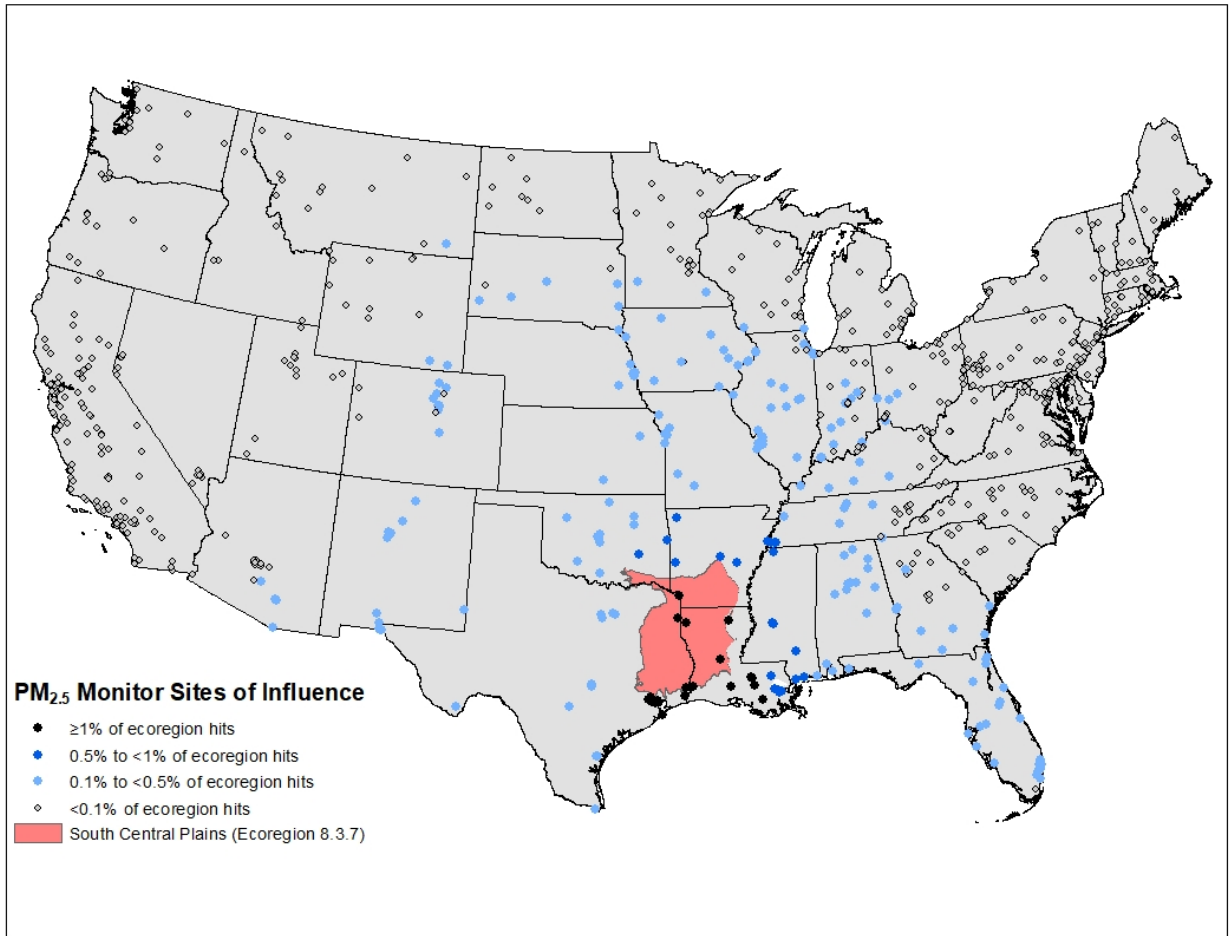 PM2.5 Monitor Sites of Influence
≥1% of ecoregion hits
0.5% to <1% of ecoregion hits
0.1% to <0.5% of ecoregion hits
<0.1% of ecoregion hits
South Central Plains (Ecoregion 8.3.7)